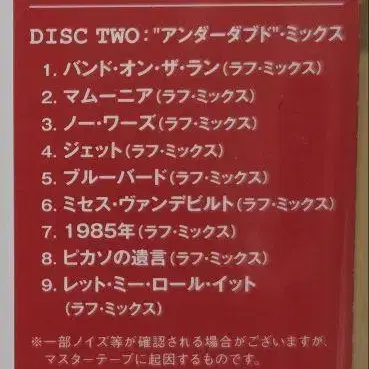 DISC TWO:"アンダーダブド"・ミックス
1. バンド・オン・ザ・ラン(ラフ・ミックス)
2. マムーニア(ラフ・ミックス)
3. ノー・ワーズ(ラフ・ミックス)
4. ジェット(ラフ・ミックス)
5. ブルーバード(ラフ・ミックス)
6. ミセス・ヴァンデビルト(ラフ・ミックス)
7. 1985年(ラフ・ミックス)
8. ピカソの遺言(ラフ・ミックス)
9. レット・ミー・ロール・イット
(ラフ・ミックス)
※一部ノイズ等が確認される場合がございますが、
マスターテープに起因するものです。